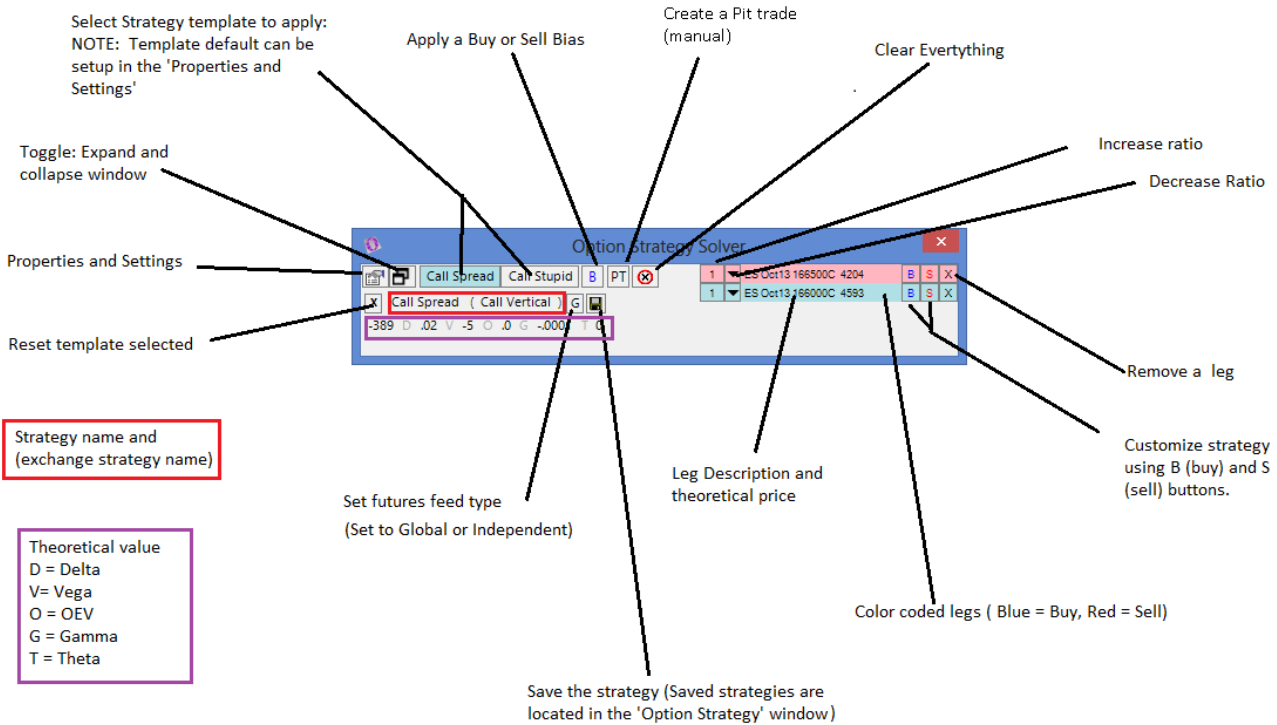 Select Strategy template to apply:
NOTE:  Template default can be
setup in the 'Properties and
Settings'
Apply a Buy or Sell Bias
Create a Pit trade
(manual)
Clear Evertything
Toggle: Expand and
collapse window
Increase ratio
Decrease Ratio
Properties and Settings
Option Strategy Solver
Call Spread Call Stupid B PT
1 ES Oct13 166500C 4204 B S X
1 ES Oct13 166000C 4593 B S X
X Call Spread ( Call Vertical ) G
-389 D .02 V -5 O .0 G T 0
Reset template selected
Remove a leg
Strategy name and
(exchange strategy name)
Customize strategy
using B (buy) and S
(sell) buttons.
Leg Description and
theoretical price
Set futures feed type
(Set to Global or Independent)
Theoretical value
D = Delta
V= Vega
O = OEV
G = Gamma
T = Theta
Color coded legs ( Blue = Buy, Red = Sell)
Save the strategy (Saved strategies are
located in the 'Option Strategy' window)